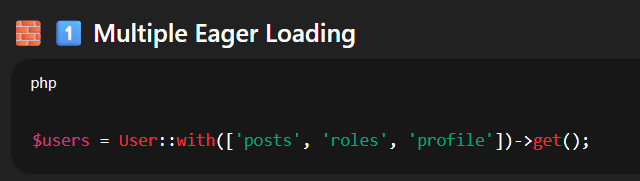 🧱 1️⃣ Multiple Eager Loading
php
$users = User::with(['posts', 'roles', 'profile'])->get();